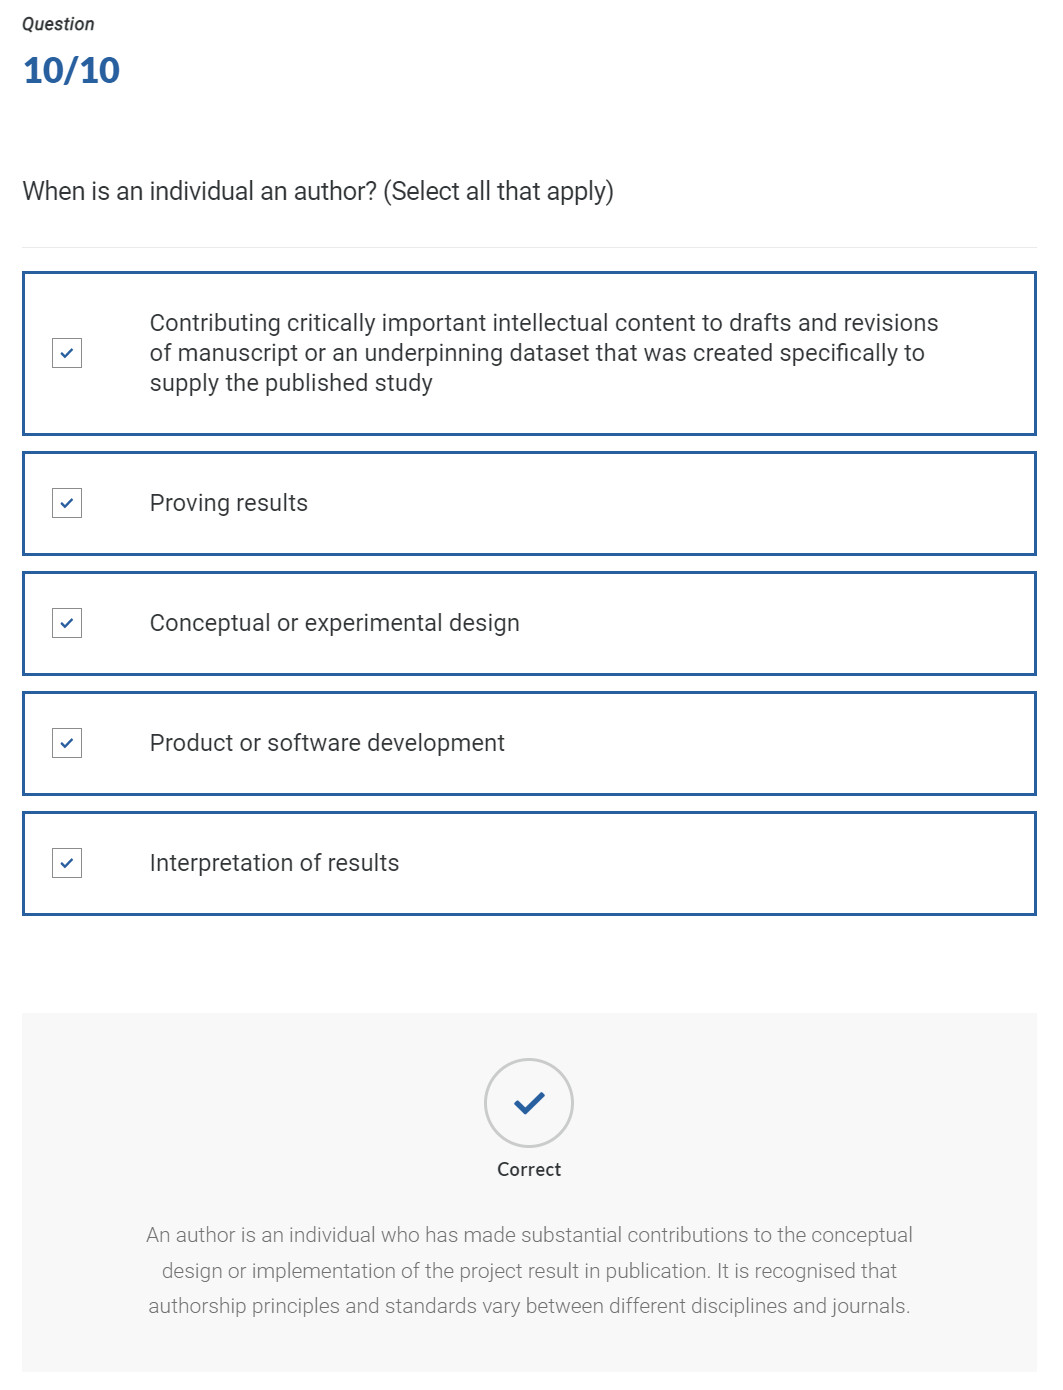 Question
10/10
When is an individual an author? (Select all that apply)
Contributing critically important intellectual content to drafts and revisions
of manuscript or an underpinning dataset that was created specifically to
supply the published study
Proving results
Conceptual or experimental design
Product or software development
Interpretation of results
Correct
An author is an individual who has made substantial contributions to the conceptual
design or implementation of the project result in publication. It is recognised that
authorship principles and standards vary between different disciplines and journals.